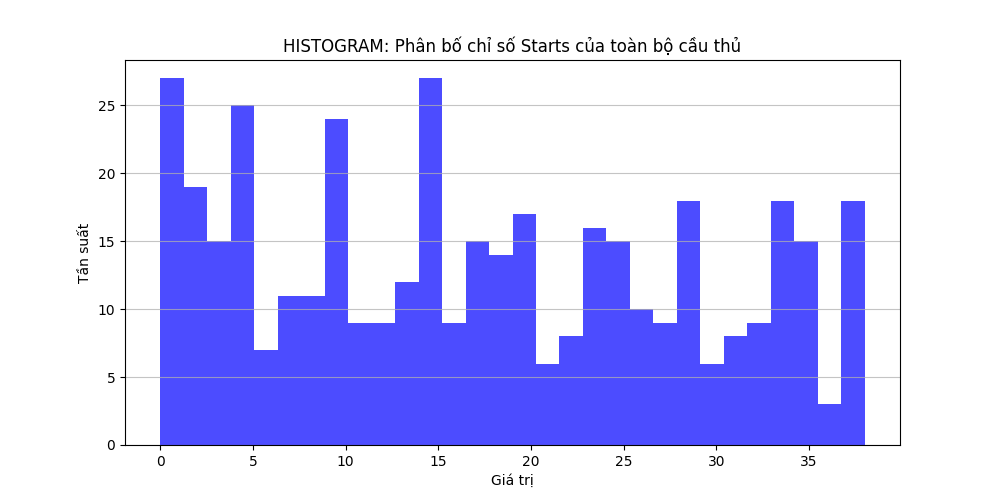 HISTOGRAM: Phân bố chỉ số Starts của toàn bộ cầu thủ
Tần suất
25
20
15
10
5
0
0 5 10 15 20 25 30 35
Giá trị